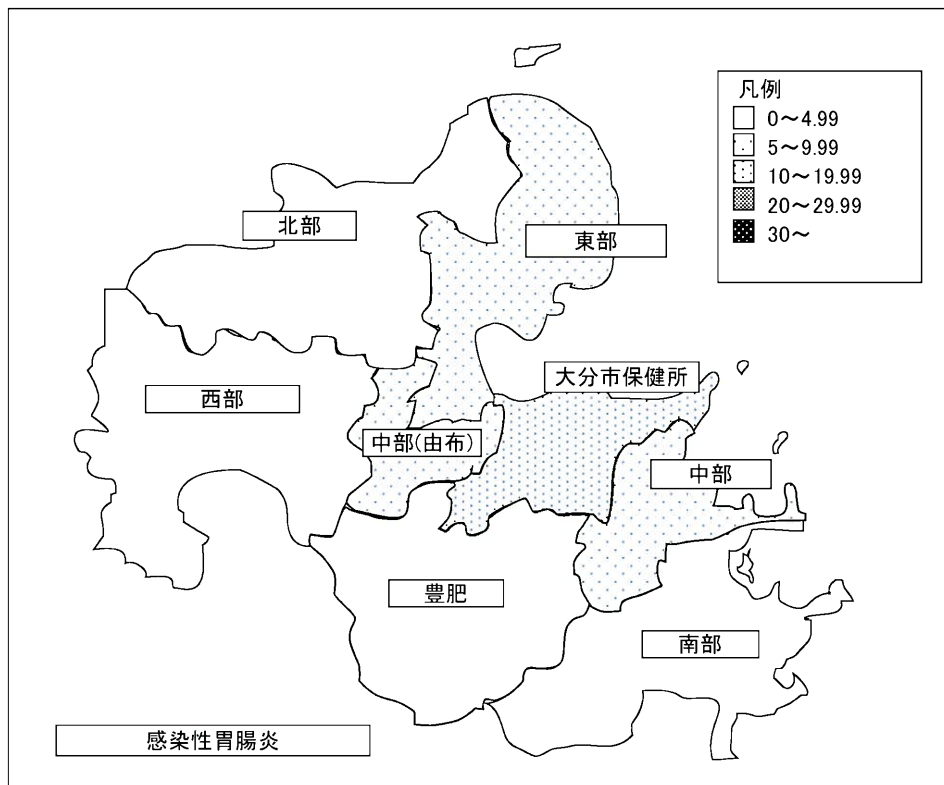 凡例
0～4.99
5～9.99
10～19.99
20～29.99
30～
北部
東部
大分市保健所
西部
中部(由布)
中部
豊肥
南部
感染性胃腸炎